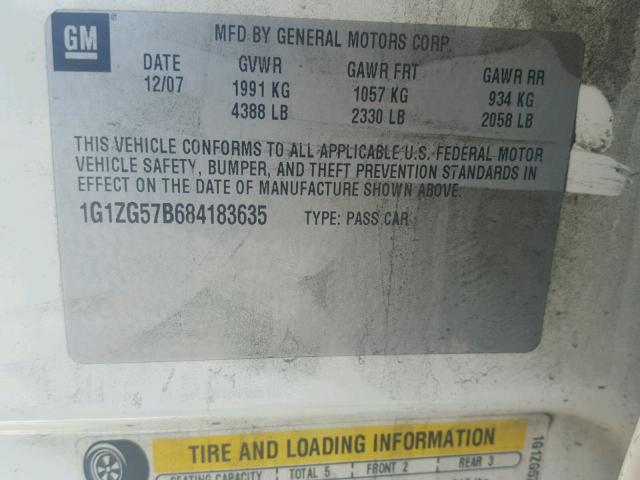 GM
MFD BY GENERAL MOTORS CORP.
DATE GVWR GAWR FRT GAWR RR
12/07 1991 KG 1057 KG 934 KG
4388 LB 2330 LB 2058 LB
THIS VEHICLE CONFORMS TO ALL APPLICABLE U.S. FEDERAL MOTOR
VEHICLE SAFETY, BUMPER, AND THEFT PREVENTION STANDARDS IN
EFFECT ON THE DATE OF MANUFACTURE SHOWN ABOVE.
1G1ZG57B684183635 TYPE: PASS CAR
TIRE AND LOADING INFORMATION
SEATING CAPACITY TOTAL 5 FRONT 2 REAR 3
1G1ZG5